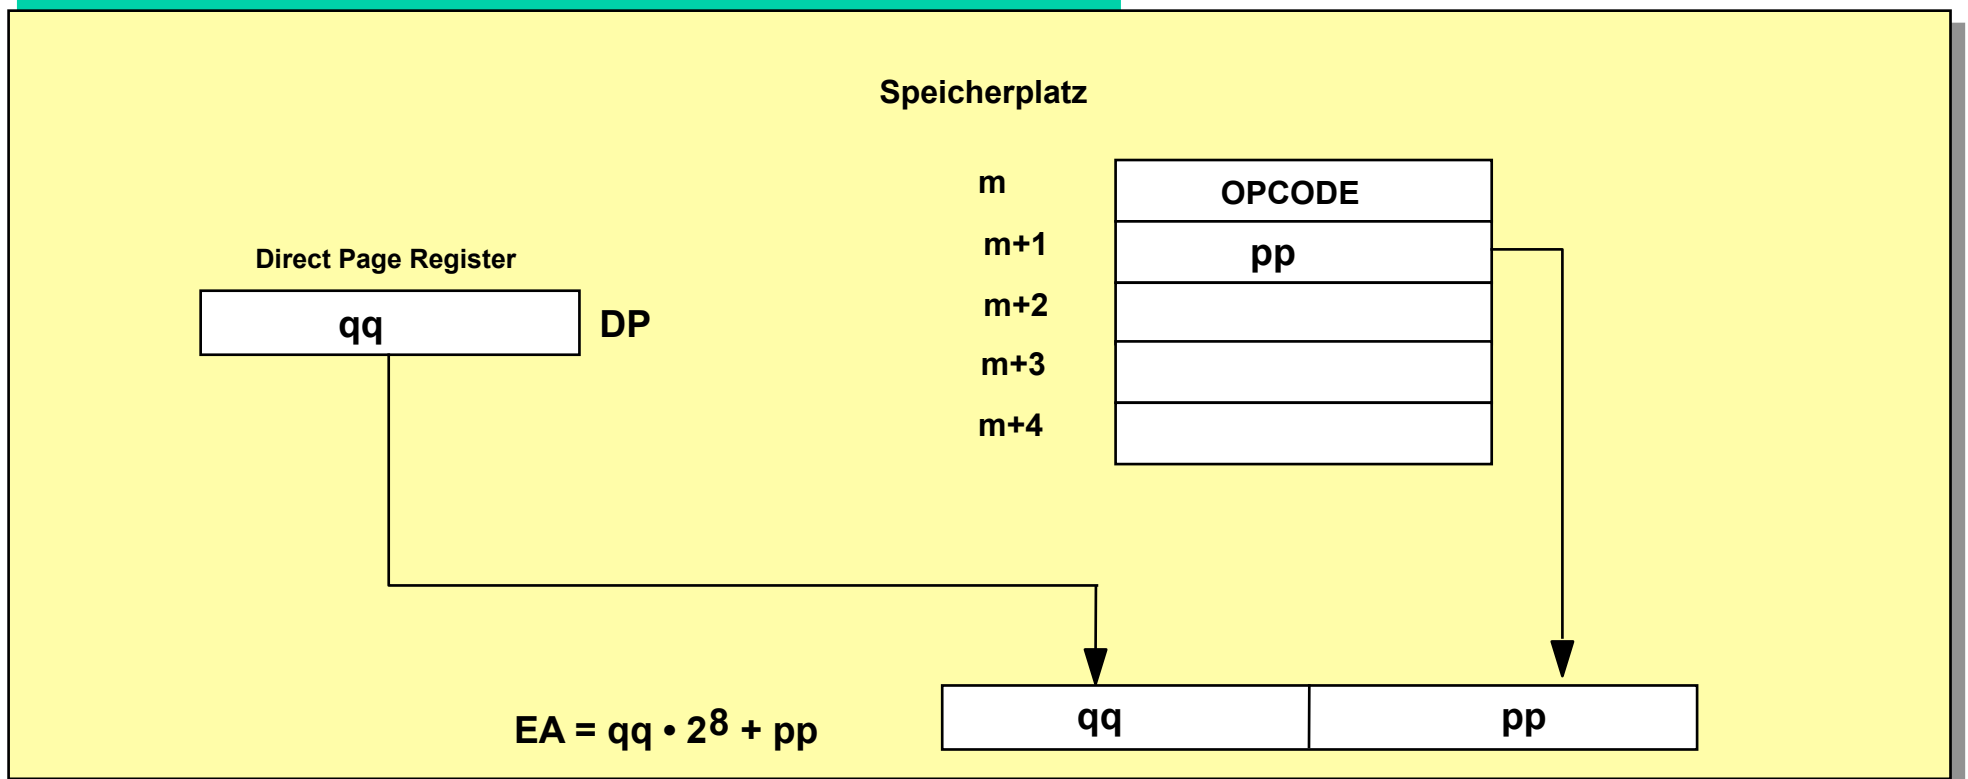 Speicherplatz
m
OPCODE
m+1
pp
Direct Page Register
m+2
qq
DP
m+3
m+4
qq
pp
EA = qq • 2⁸ + pp